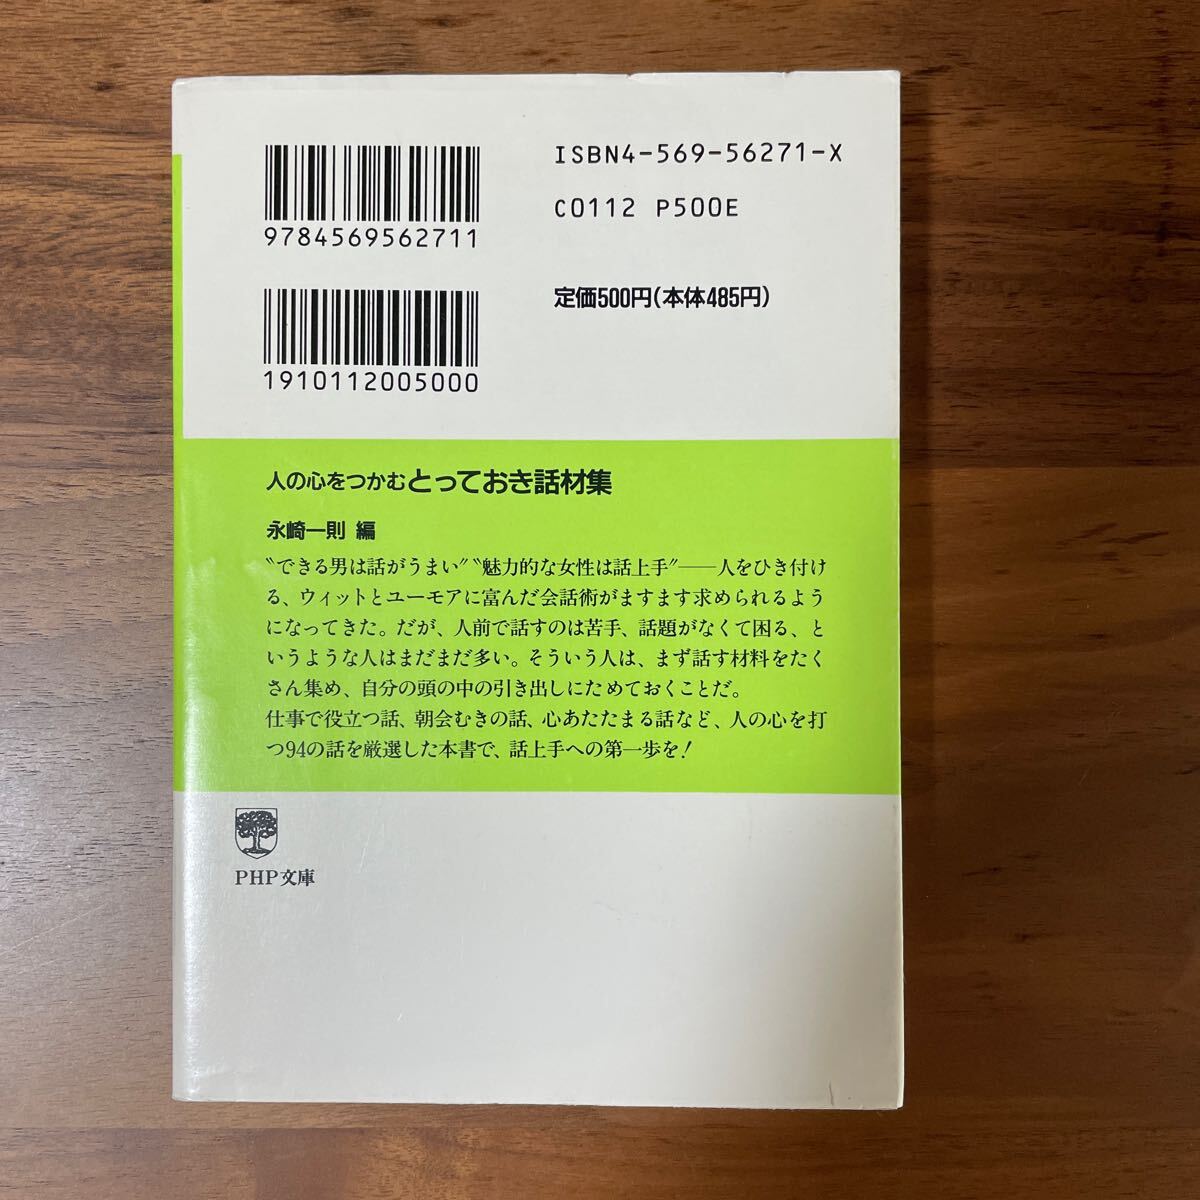 9784569562711
ISBN4-569-56271-X
C0112 P500E
1910112005000
定価500円(本体485円)
人の心をつかむとっておき話材集
永崎一則 編
〝できる男は話がうまい〟〝魅力的な女性は話上手〟――人をひき付け
る、ウィットとユーモアに富んだ会話術がますます求められるよう
になってきた。だが、人前で話すのは苦手、話題がなくて困る、と
いうような人はまだまだ多い。そういう人は、まず話す材料をたく
さん集め、自分の頭の中の引き出しにためておくことだ。
仕事で役立つ話、朝会むきの話、心あたたまる話など、人の心を打
つ94の話を厳選した本書で、話上手への第一歩を!
PHP文庫